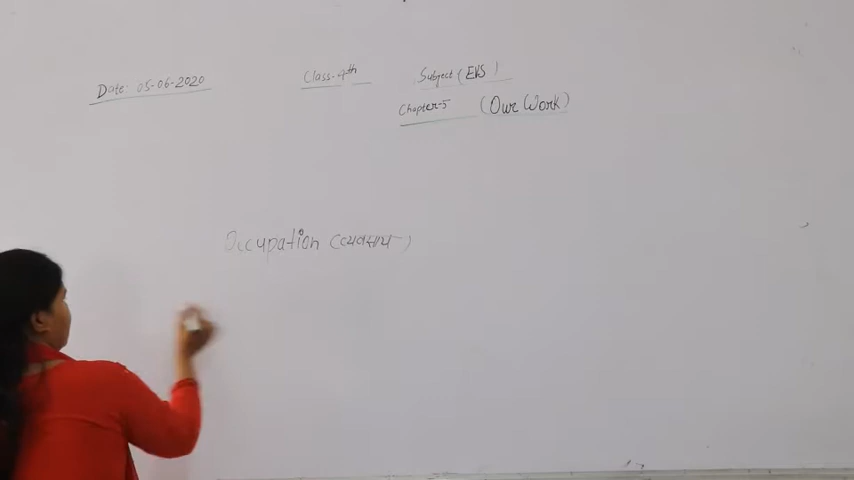 Date: 05-06-2020 Class-4th Subject (EVS)
Chapter-5 (Our Work)
Occupation (व्यवसाय)